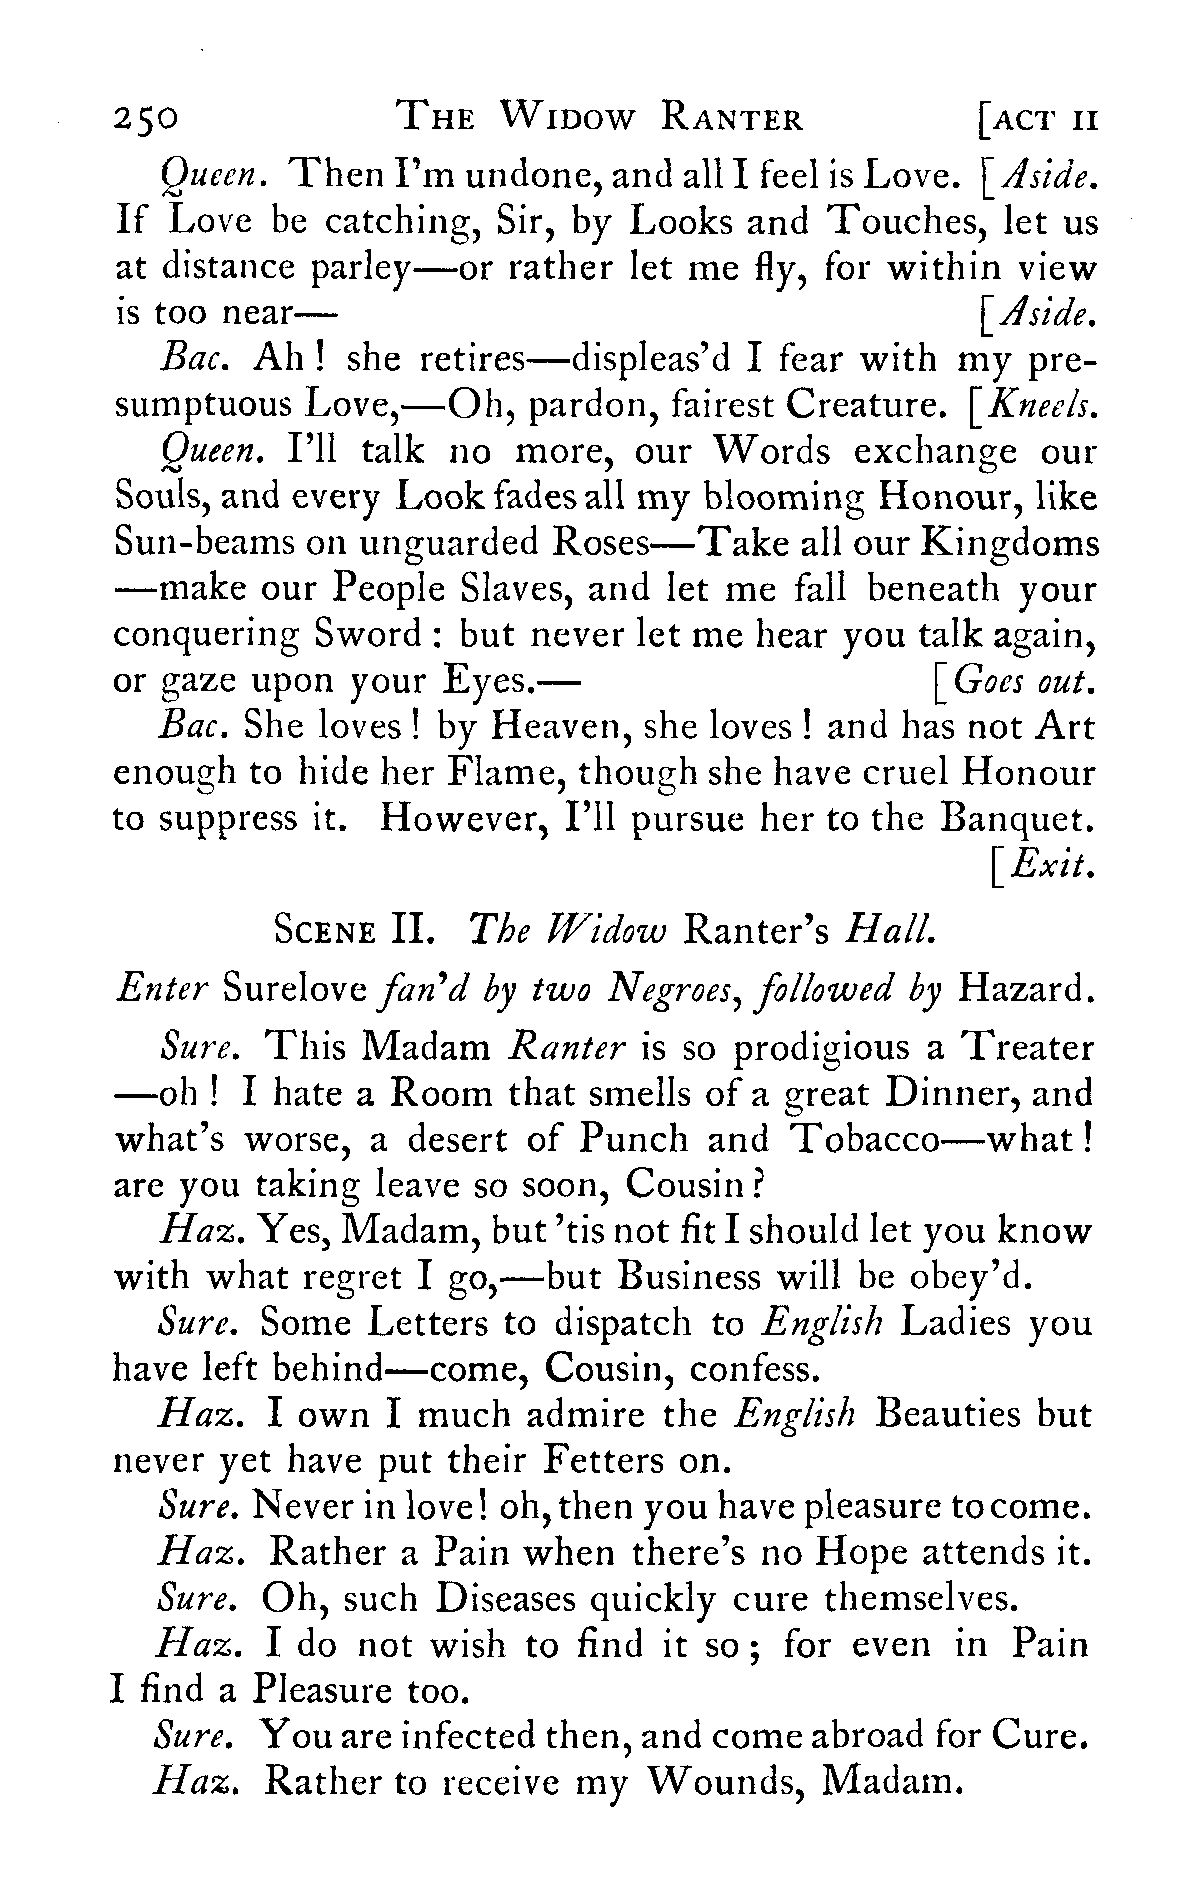 250 THE WIDOW RANTER [ACT II
Queen. Then I'm undone, and all I feel is Love. [Aside.
If Love be catching, Sir, by Looks and Touches, let us
at distance parley—or rather let me fly, for within view
is too near— [Aside.
Bac. Ah! she retires—displeas'd I fear with my pre-
sumptuous Love,—Oh, pardon, fairest Creature. [Kneels.
Queen. I'll talk no more, our Words exchange our
Souls, and every Look fades all my blooming Honour, like
Sun-beams on unguarded Roses—Take all our Kingdoms
—make our People Slaves, and let me fall beneath your
conquering Sword: but never let me hear you talk again,
or gaze upon your Eyes.— [Goes out.
Bac. She loves! by Heaven, she loves! and has not Art
enough to hide her Flame, though she have cruel Honour
to suppress it. However, I'll pursue her to the Banquet.
[Exit.
SCENE II. The Widow Ranter's Hall.
Enter Surelove fan'd by two Negroes, followed by Hazard.
Sure. This Madam Ranter is so prodigious a Treater
—oh! I hate a Room that smells of a great Dinner, and
what's worse, a desert of Punch and Tobacco—what!
are you taking leave so soon, Cousin?
Haz. Yes, Madam, but 'tis not fit I should let you know
with what regret I go,—but Business will be obey'd.
Sure. Some Letters to dispatch to English Ladies you
have left behind—come, Cousin, confess.
Haz. I own I much admire the English Beauties but
never yet have put their Fetters on.
Sure. Never in love! oh, then you have pleasure to come.
Haz. Rather a Pain when there's no Hope attends it.
Sure. Oh, such Diseases quickly cure themselves.
Haz. I do not wish to find it so; for even in Pain
I find a Pleasure too.
Sure. You are infected then, and come abroad for Cure.
Haz. Rather to receive my Wounds, Madam.